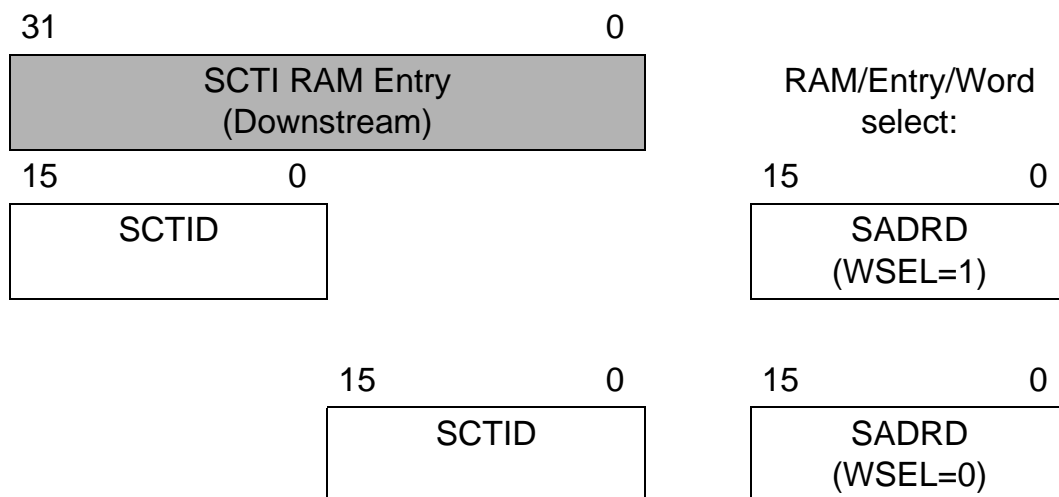 31 0
SCTI RAM Entry
(Downstream)
RAM/Entry/Word
select:
15 0
SCTID
15 0
SADRD
(WSEL=1)
15 0
SCTID
15 0
SADRD
(WSEL=0)